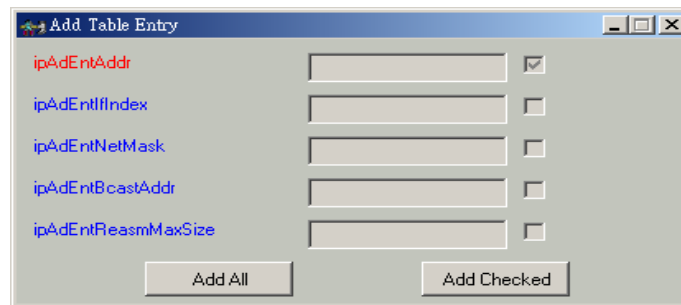 Add Table Entry
ipAdEntAddr
ipAdEntIfIndex
ipAdEntNetMask
ipAdEntBcastAddr
ipAdEntReasmMaxSize
Add All Add Checked